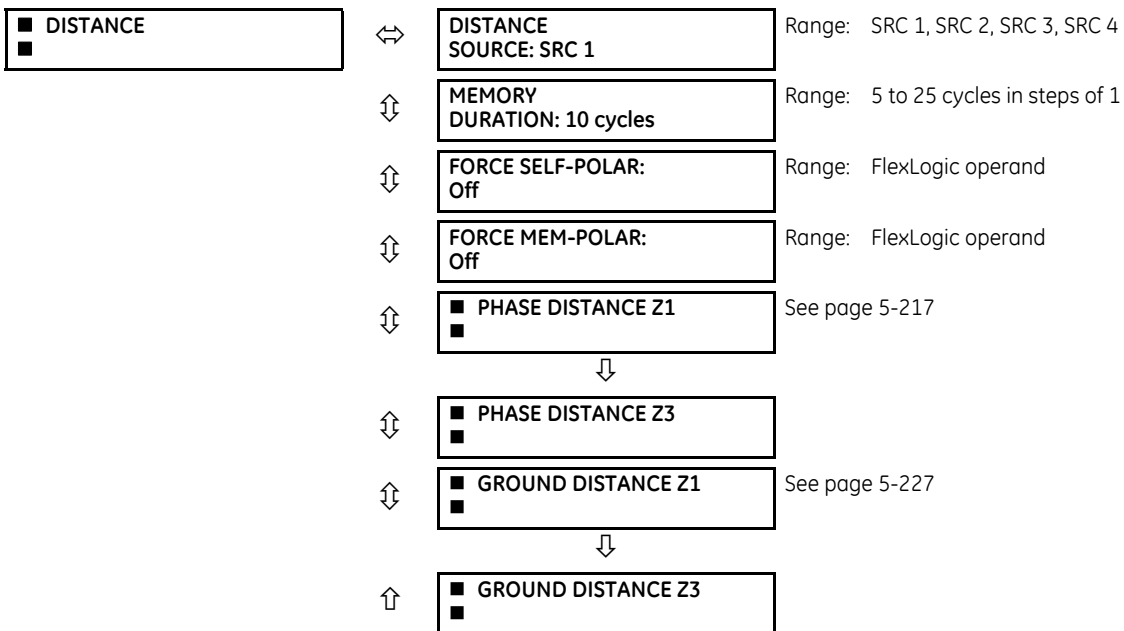 ■ DISTANCE
■
DISTANCE
SOURCE: SRC 1
Range: SRC 1, SRC 2, SRC 3, SRC 4
MEMORY
DURATION: 10 cycles
Range: 5 to 25 cycles in steps of 1
FORCE SELF-POLAR:
Off
Range: FlexLogic operand
FORCE MEM-POLAR:
Off
Range: FlexLogic operand
■ PHASE DISTANCE Z1
■
See page 5-217
■ PHASE DISTANCE Z3
■
■ GROUND DISTANCE Z1
■
See page 5-227
■ GROUND DISTANCE Z3
■